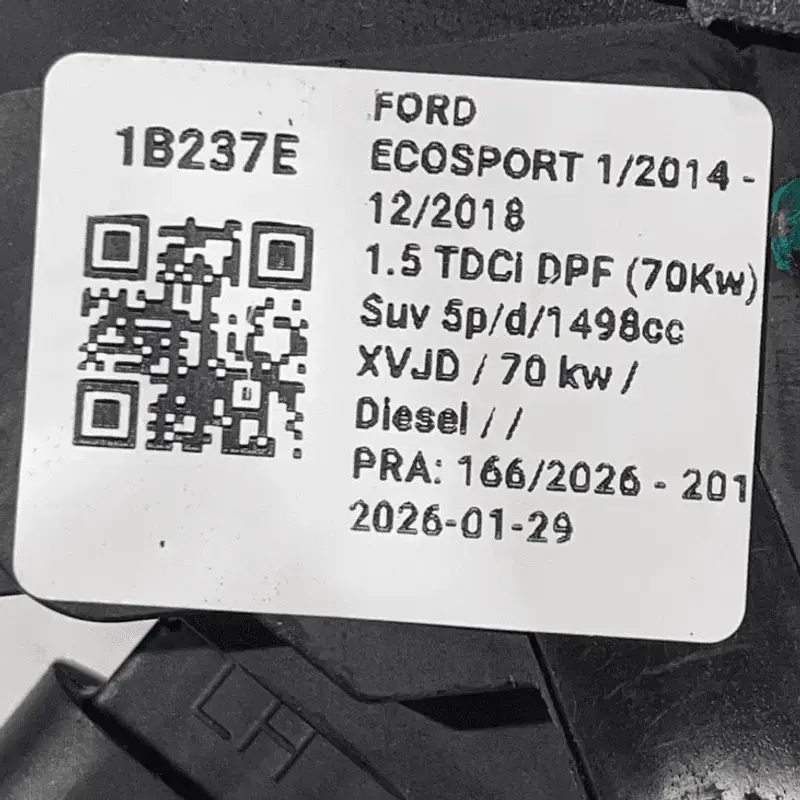 1B237E
FORD
ECOSPORT 1/2014 -
12/2018
1.5 TDCi DPF (70Kw)
Suv 5p/d/1498cc
XVJD / 70 kw /
Diesel / /
PRA: 166/2026 - 201
2026-01-29
LH